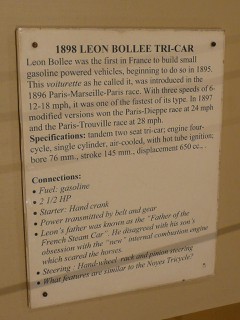 1898 LEON BOLLEE TRI-CAR
Leon Bollee was the first in France to build small
gasoline powered vehicles, beginning to do so in 1895.
This voiturette as he called it, was introduced in the
1896 Paris-Marseille-Paris race. With three speeds of 6-
12-18 mph, it was one of the fastest of its type. In 1897
modified versions won the Paris-Dieppe race at 24 mph
and the Paris-Trouville race at 28 mph.
Specifications: tandem two seat tri-car; engine four-
cycle, single cylinder, air-cooled, with hot tube ignition;
bore 76 mm., stroke 145 mm., displacement 650 cc.
Connections:
• Fuel: gasoline
• 2 1/2 HP
• Starter: Hand crank
• Power transmitted by belt and gear
• Leon's father was known as the "Father of the
French Steam Car". He disagreed with his son's
obsession with the "new" internal combustion engine
which scared the horses.
• Steering: Hand wheel, rack and pinion steering
• What features are similar to the Noyes Tricycle?